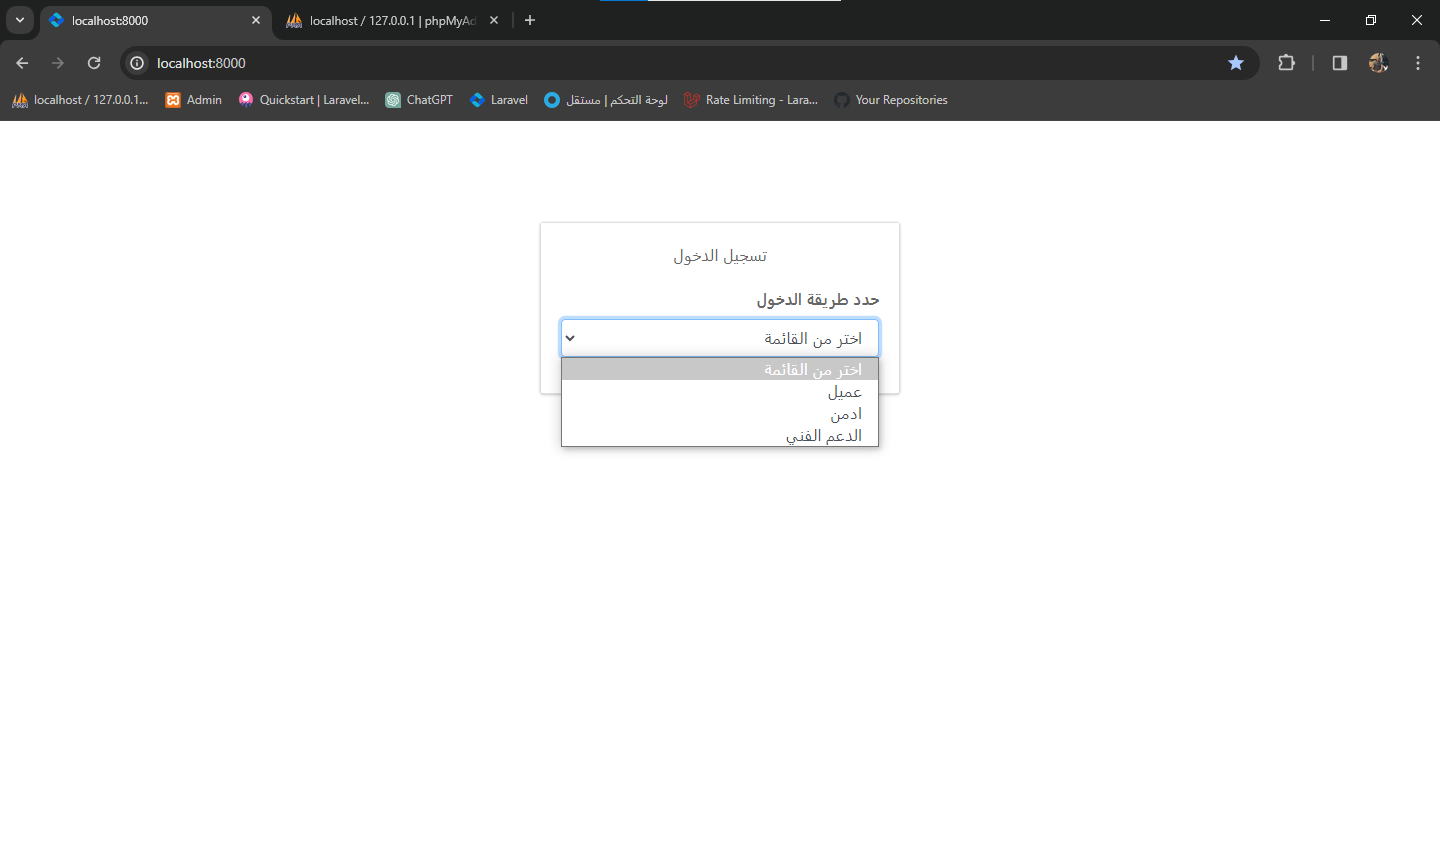 localhost:8000
localhost / 127.0.0.1 | phpMyAd
localhost:8000
localhost / 127.0.0.1...
Admin
Quickstart | Laravel...
ChatGPT
Laravel
لوحة التحكم | مستقل
Rate Limiting - Lara...
Your Repositories
تسجيل الدخول
حدد طريقة الدخول
اختر من القائمة
اختر من القائمة
عميل
ادمن
الدعم الفني